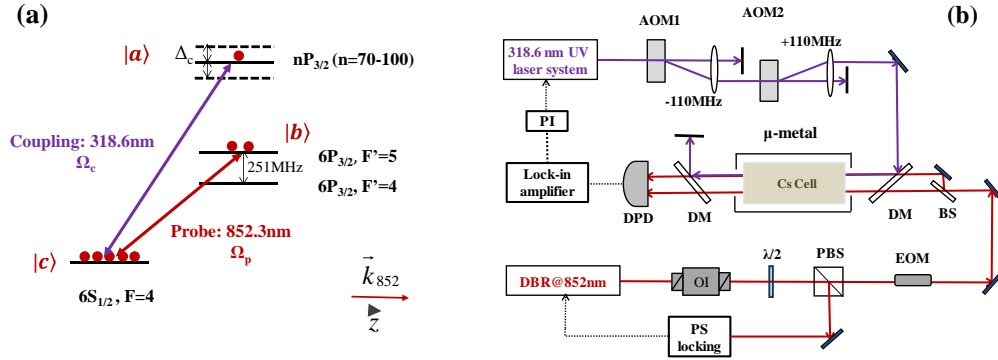 (a)
|a⟩
Δc
nP3/2 (n=70-100)
Coupling: 318.6nm
Ωc
|b⟩
6P3/2, F'=5
251MHz
6P3/2, F'=4
Probe: 852.3nm
Ωp
|c⟩
6S1/2, F=4
k852
z
(b)
318.6 nm UV
laser system
AOM1
AOM2
+110MHz
-110MHz
PI
μ-metal
Lock-in
amplifier
DPD
DM
Cs Cell
DM
BS
DBR@852nm
OI
λ/2
PBS
EOM
PS
locking